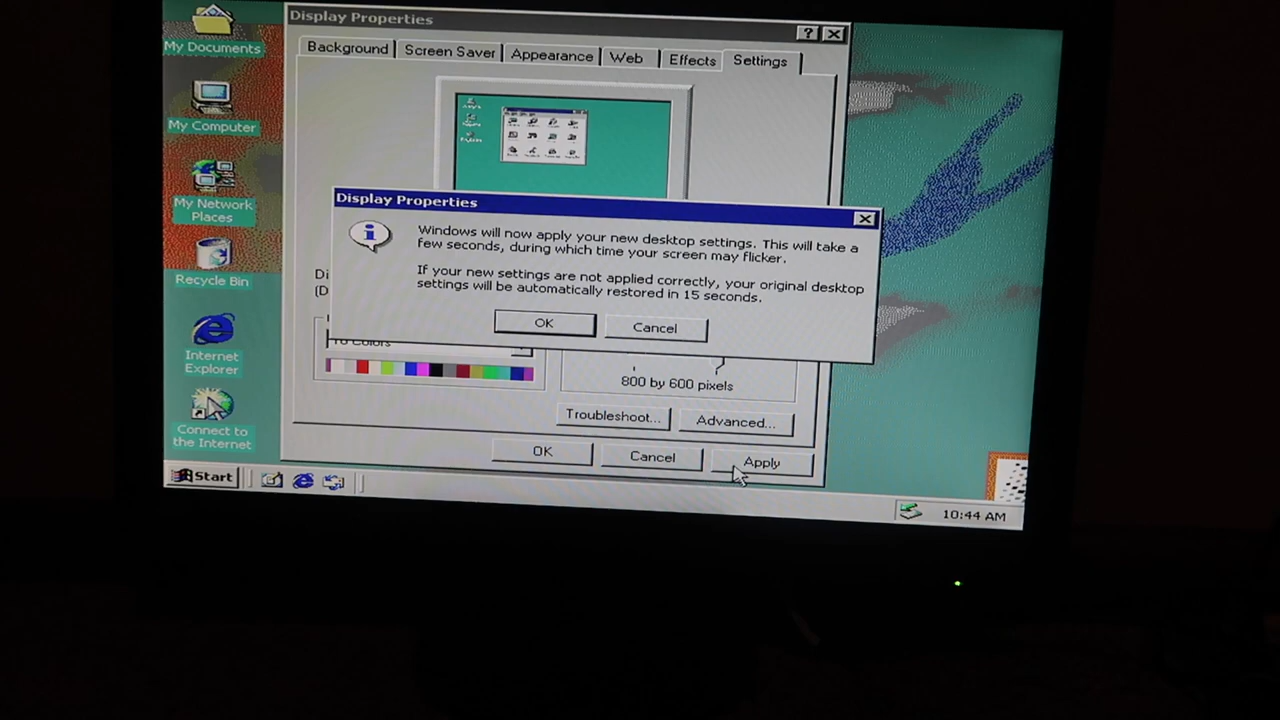 Display Properties
Background
Screen Saver
Appearance
Web
Effects
Settings
My Documents
My Computer
My Network
Places
Recycle Bin
Internet
Explorer
Connect to
the Internet
Display Properties
Windows will now apply your new desktop settings. This will take a
few seconds, during which time your screen may flicker.
If your new settings are not applied correctly, your original desktop
settings will be automatically restored in 15 seconds.
OK
Cancel
Di
(D
Colors
800 by 600 pixels
Troubleshoot...
Advanced...
OK
Cancel
Apply
Start
10:44 AM